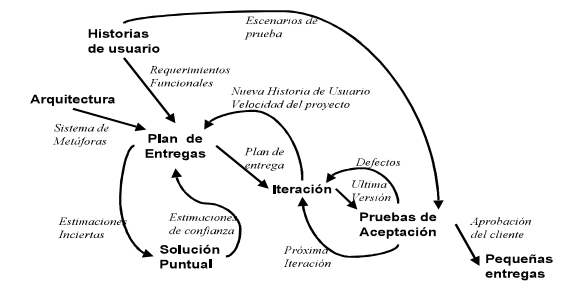 Escenarios de
prueba
Historias
de usuario
Requerimientos
Funcionales
Nueva Historia de Usuario
Velocidad del proyecto
Arquitectura
Sistema de
Metáforas
Plan de
Entregas
Plan de
entrega
Defectos
Iteración
Ultima
Versión
Pruebas de
Aceptación
Estimaciones
Inciertas
Estimaciones
de confianza
Aprobación
del cliente
Solución
Puntual
Próxima
Iteración
Pequeñas
entregas